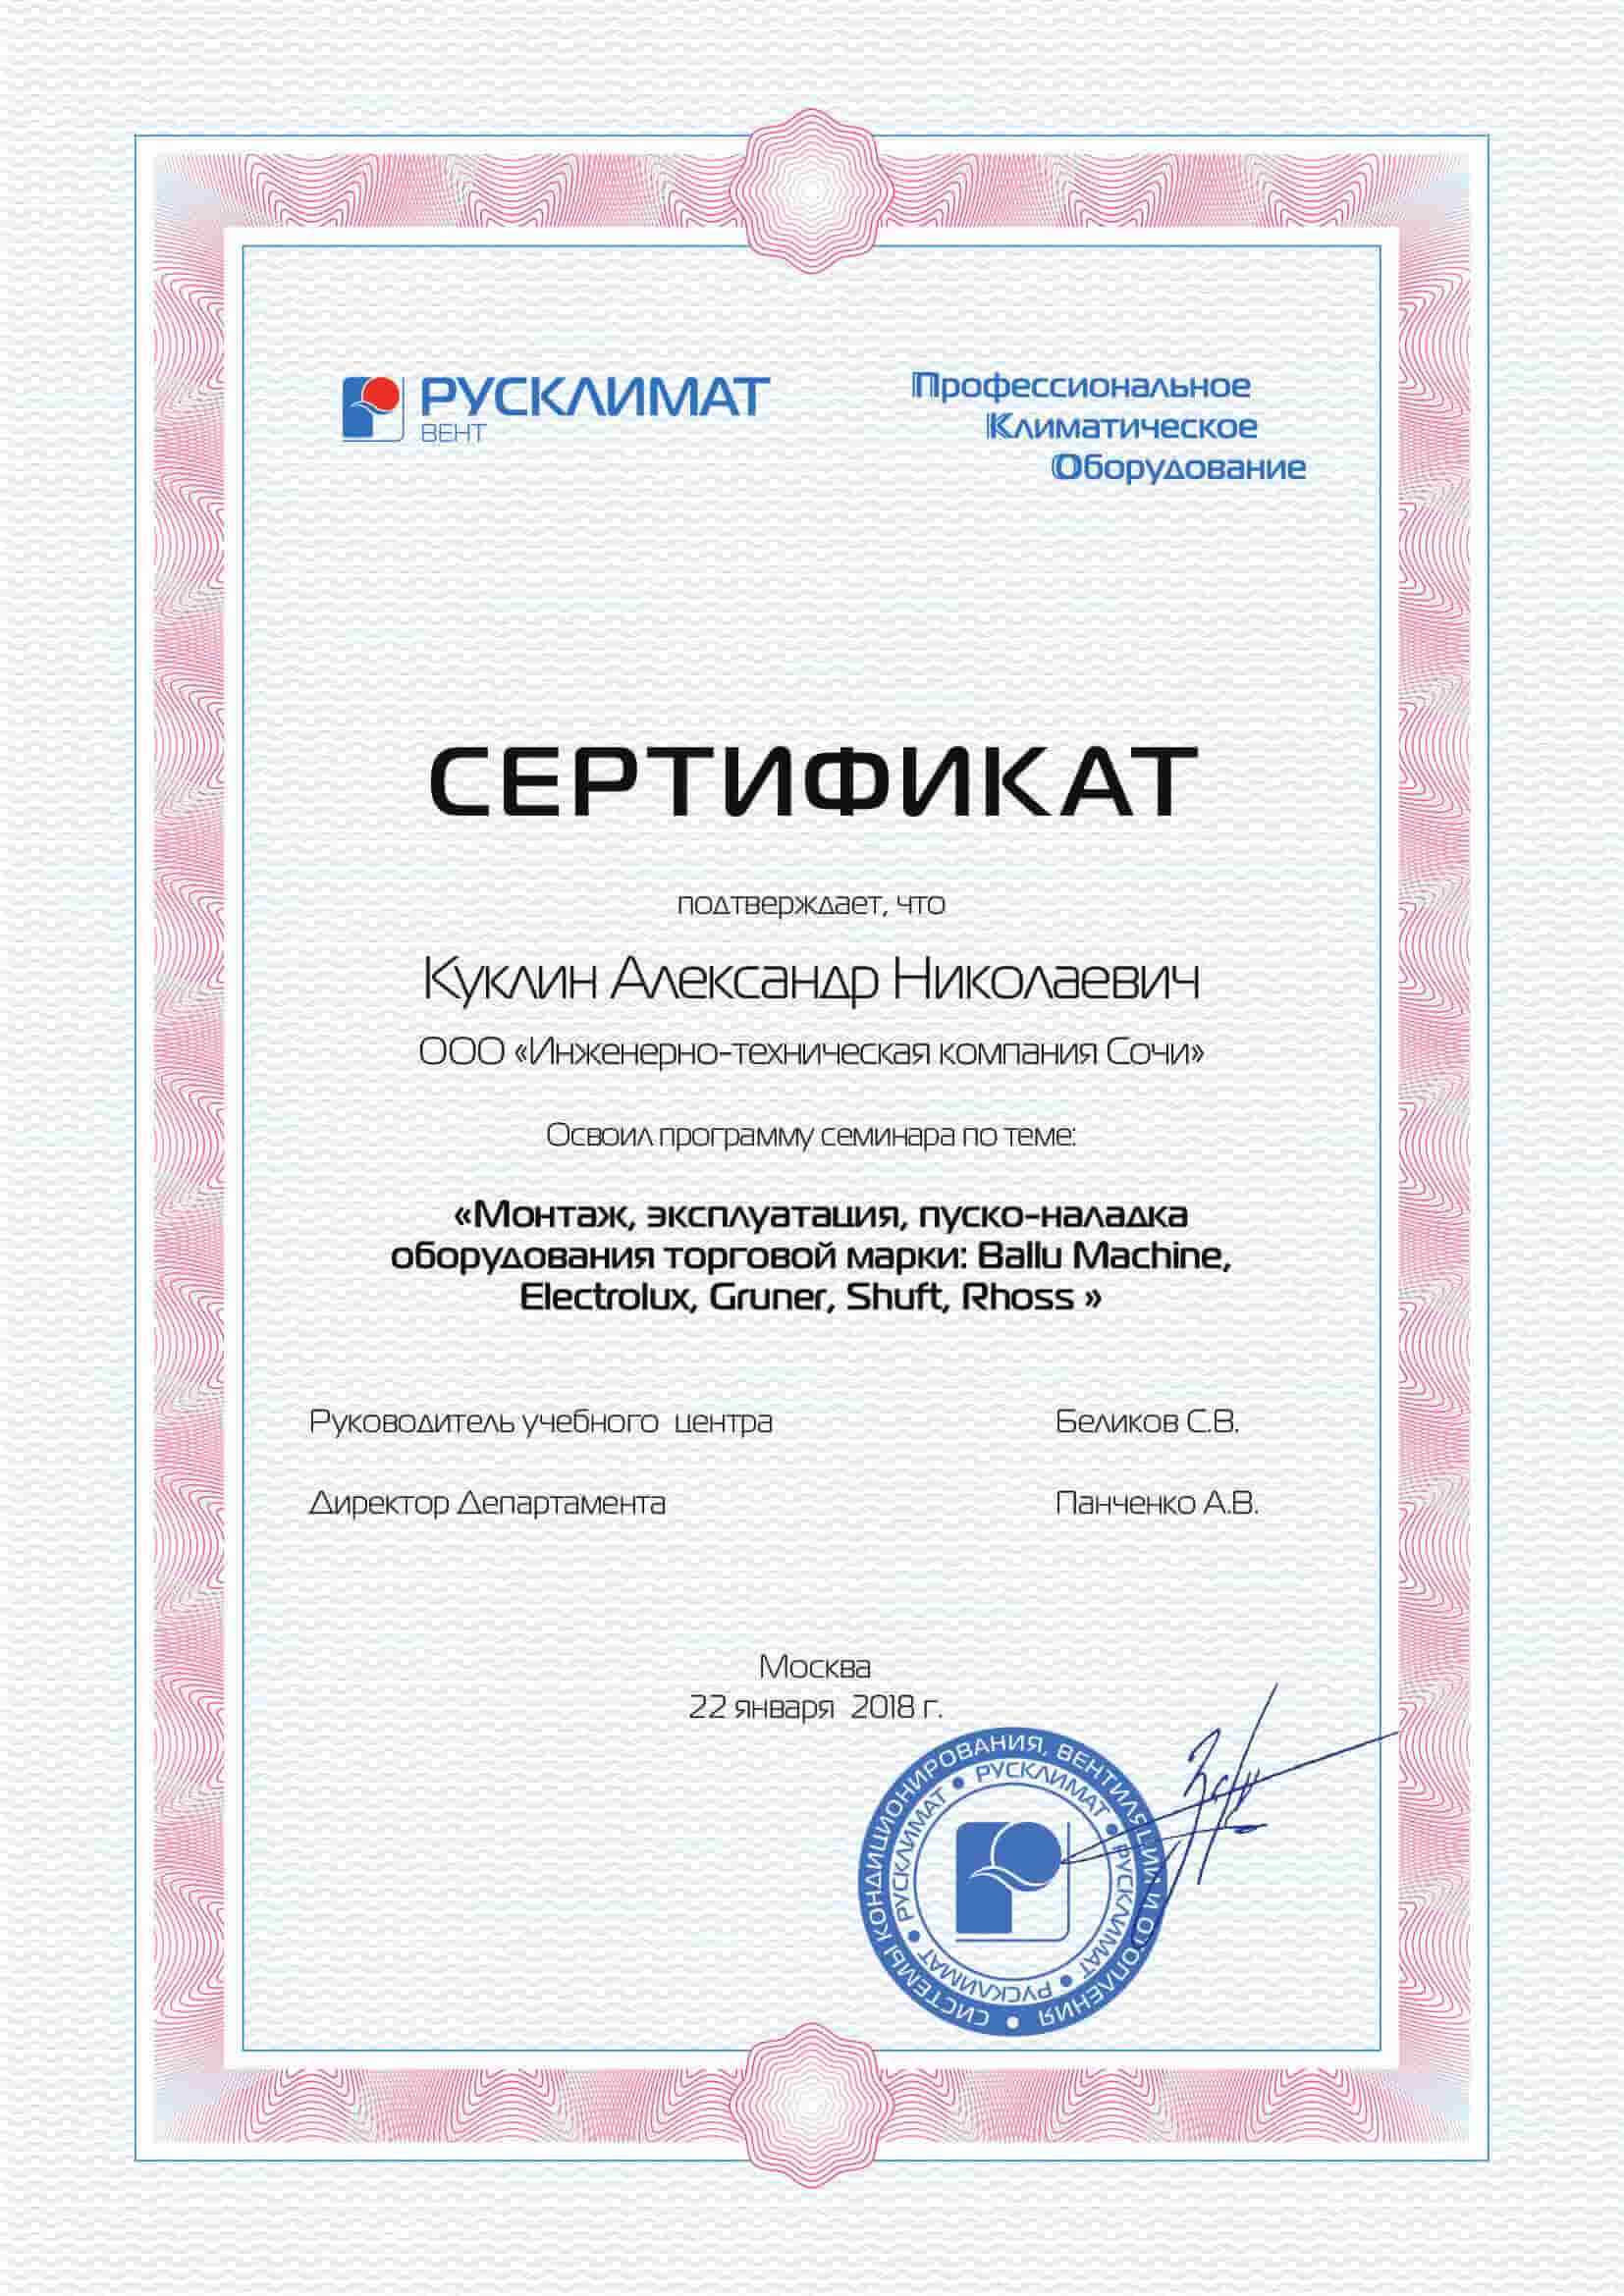 РУСКЛИМАТ
ВЕНТ
Профессиональное
Климатическое
Оборудование
СЕРТИФИКАТ
подтверждает, что
Куклин Александр Николаевич
ООО «Инженерно-техническая компания Сочи»
Освоил программу семинара по теме:
«Монтаж, эксплуатация, пуско-наладка
оборудования торговой марки: Ballu Machine,
Electrolux, Gruner, Shuft, Rhoss »
Руководитель учебного центра Беликов С.В.
Директор Департамента Панченко А.В.
Москва
22 января 2018 г.
СИСТЕМЫ КОНДИЦИОНИРОВАНИЯ, ВЕНТИЛЯЦИИ И ОТОПЛЕНИЯ •
РУСКЛИМАТ • РУСКЛИМАТ • РУСКЛИМАТ • РУСКЛИМАТ • РУСКЛИМАТ •